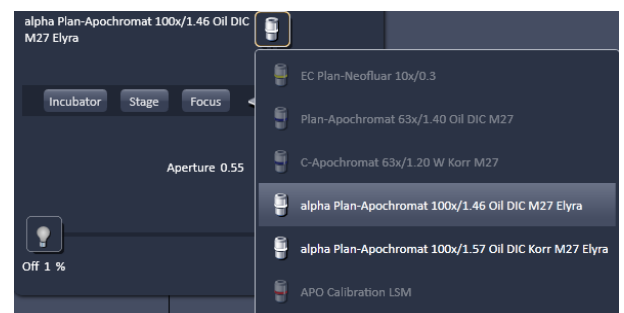 alpha Plan-Apochromat 100x/1.46 Oil DIC
M27 Elyra
EC Plan-Neofluar 10x/0.3
Incubator Stage Focus
Plan-Apochromat 63x/1.40 Oil DIC M27
Aperture 0.55
C-Apochromat 63x/1.20 W Korr M27
alpha Plan-Apochromat 100x/1.46 Oil DIC M27 Elyra
alpha Plan-Apochromat 100x/1.57 Oil DIC Korr M27 Elyra
Off 1 %
APO Calibration LSM